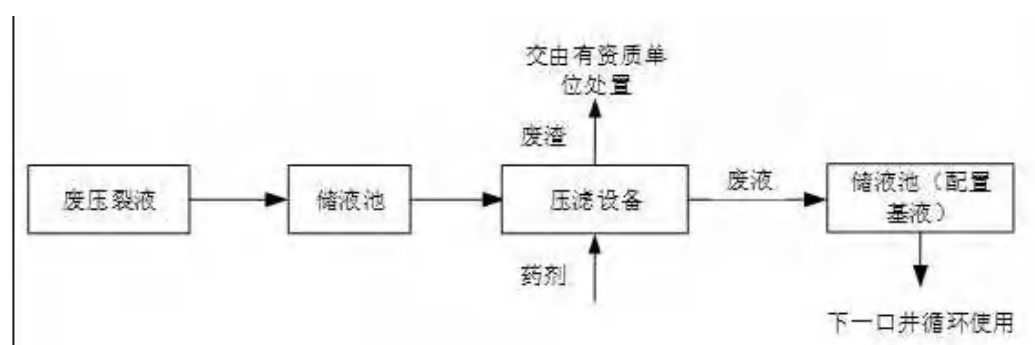 交由有资质单
位处置
废渣
废压裂液
储液池
压滤设备
废液
储液池（配置
基液）
药剂
下一口井循环使用